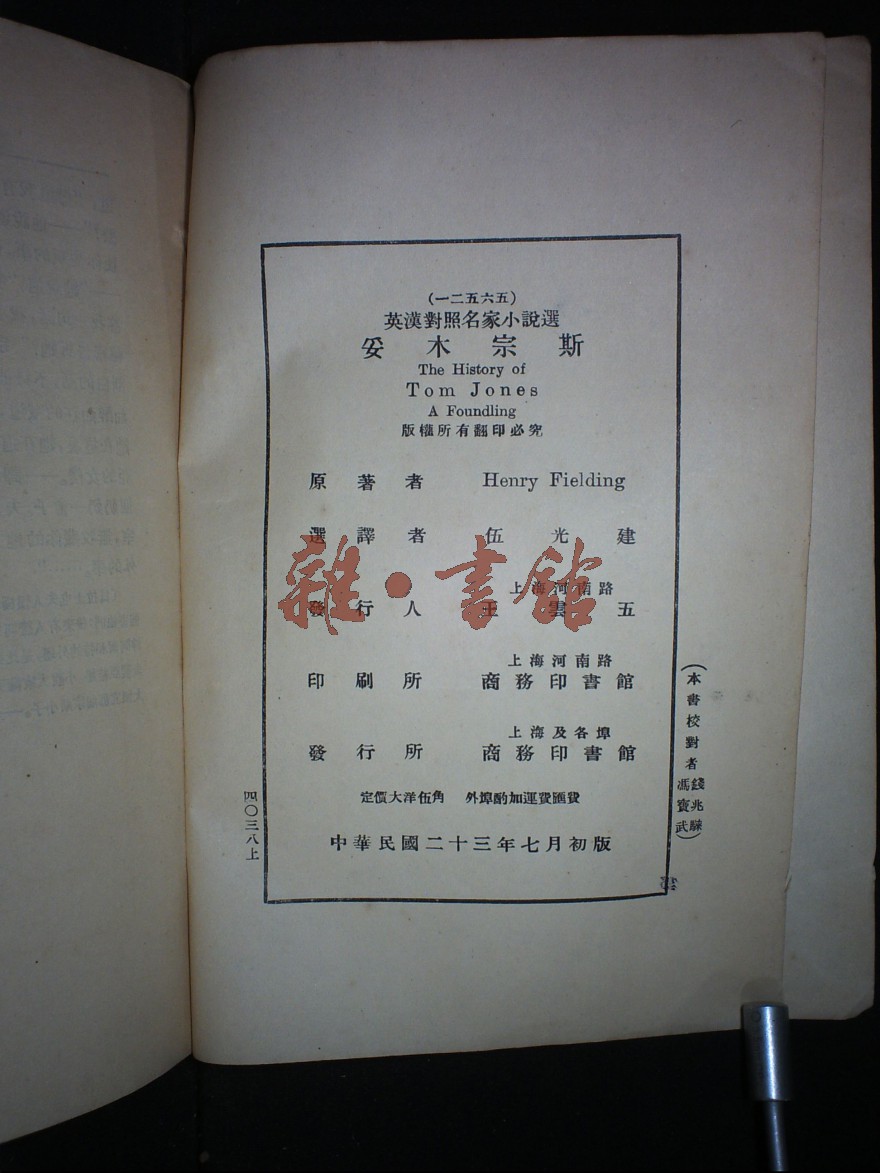 (一二五六五)
英漢對照名家小說選
妥木宗斯
The History of
Tom Jones
A Foundling
版權所有翻印必究
原著者 Henry Fielding
選譯者 伍光建
上海河南路
發行人 王雲五
上海河南路
印刷所 商務印書館
上海及各埠
發行所 商務印書館
定價大洋伍角 外埠酌加運費匯費
中華民國二十三年七月初版
(本書校對者 錢兆騄 馮寶武)
四〇三八上
雜·書館